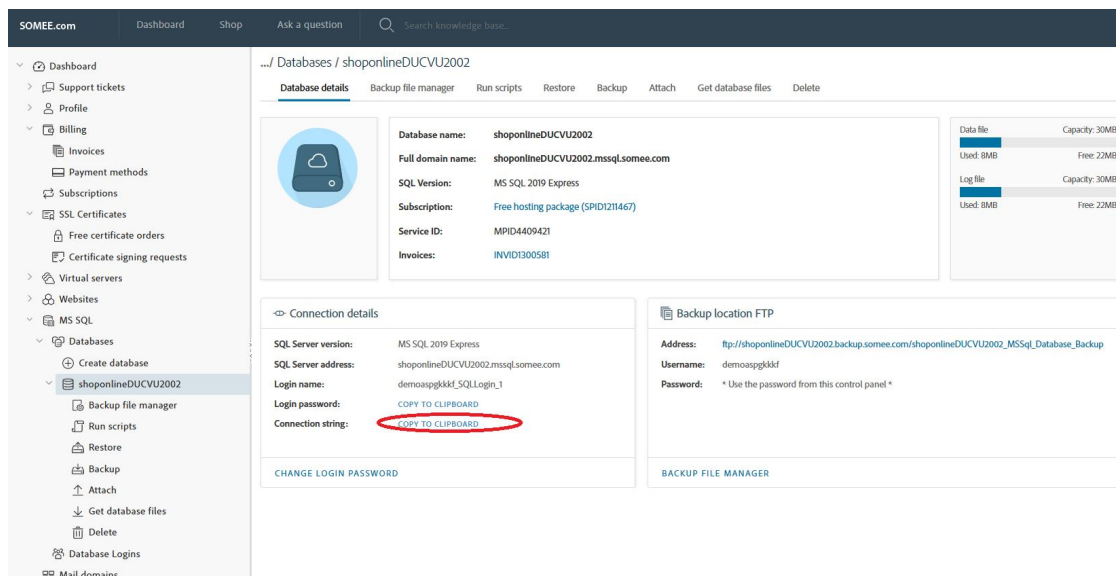 SOMEE.com Dashboard Shop Ask a question Search knowledge base...
Dashboard
Support tickets
Profile
Billing
Invoices
Payment methods
Subscriptions
SSL Certificates
Free certificate orders
Certificate signing requests
Virtual servers
Websites
MS SQL
Databases
Create database
shoponlineDUCVU2002
Backup file manager
Run scripts
Restore
Backup
Attach
Get database files
Delete
Database Logins
Mail domains
.../ Databases / shoponlineDUCVU2002
Database details Backup file manager Run scripts Restore Backup Attach Get database files Delete
Database name: shoponlineDUCVU2002
Full domain name: shoponlineDUCVU2002.mssql.somee.com
SQL Version: MS SQL 2019 Express
Subscription: Free hosting package (SPID1211467)
Service ID: MPID4409421
Invoices: INVID1300581
Data file Capacity: 30MB
Used: 8MB Free: 22MB
Log file Capacity: 30MB
Used: 8MB Free: 22MB
Connection details
SQL Server version: MS SQL 2019 Express
SQL Server address: shoponlineDUCVU2002.mssql.somee.com
Login name: demoaspgkkkf_SQLLogin_1
Login password: COPY TO CLIPBOARD
Connection string: COPY TO CLIPBOARD
CHANGE LOGIN PASSWORD
Backup location FTP
Address: ftp://shoponlineDUCVU2002.backup.somee.com/shoponlineDUCVU2002_MSSql_Database_Backup
Username: demoaspgkkkf
Password: * Use the password from this control panel *
BACKUP FILE MANAGER